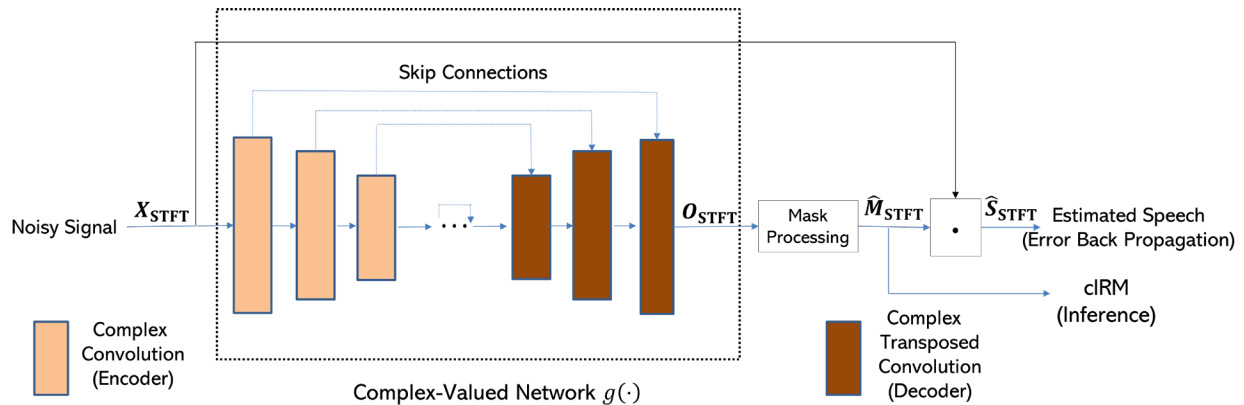 Skip Connections
Noisy Signal
X_STFT
...
O_STFT
Mask
Processing
M̂_STFT
·
Ŝ_STFT
Estimated Speech
(Error Back Propagation)
cIRM
(Inference)
Complex
Convolution
(Encoder)
Complex
Transposed
Convolution
(Decoder)
Complex-Valued Network g(·)